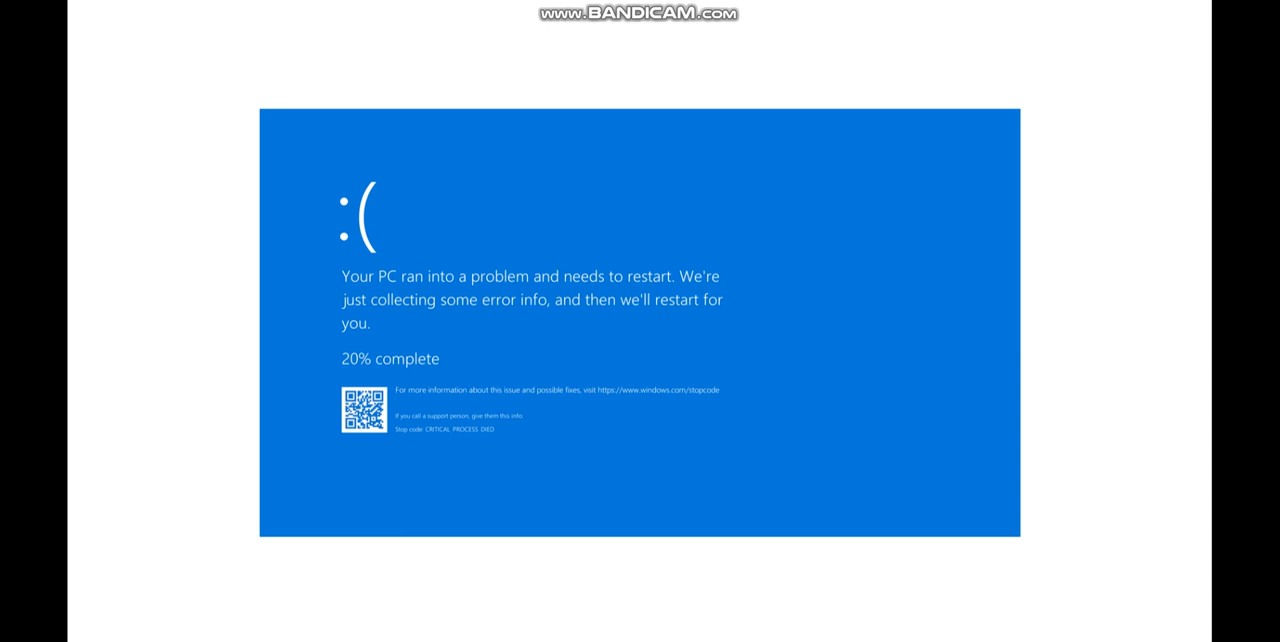 www.BANDICAM.com
:(
Your PC ran into a problem and needs to restart. We're
just collecting some error info, and then we'll restart for
you.
20% complete
For more information about this issue and possible fixes, visit https://www.windows.com/stopcode
If you call a support person, give them this info:
Stop code: CRITICAL PROCESS DIED